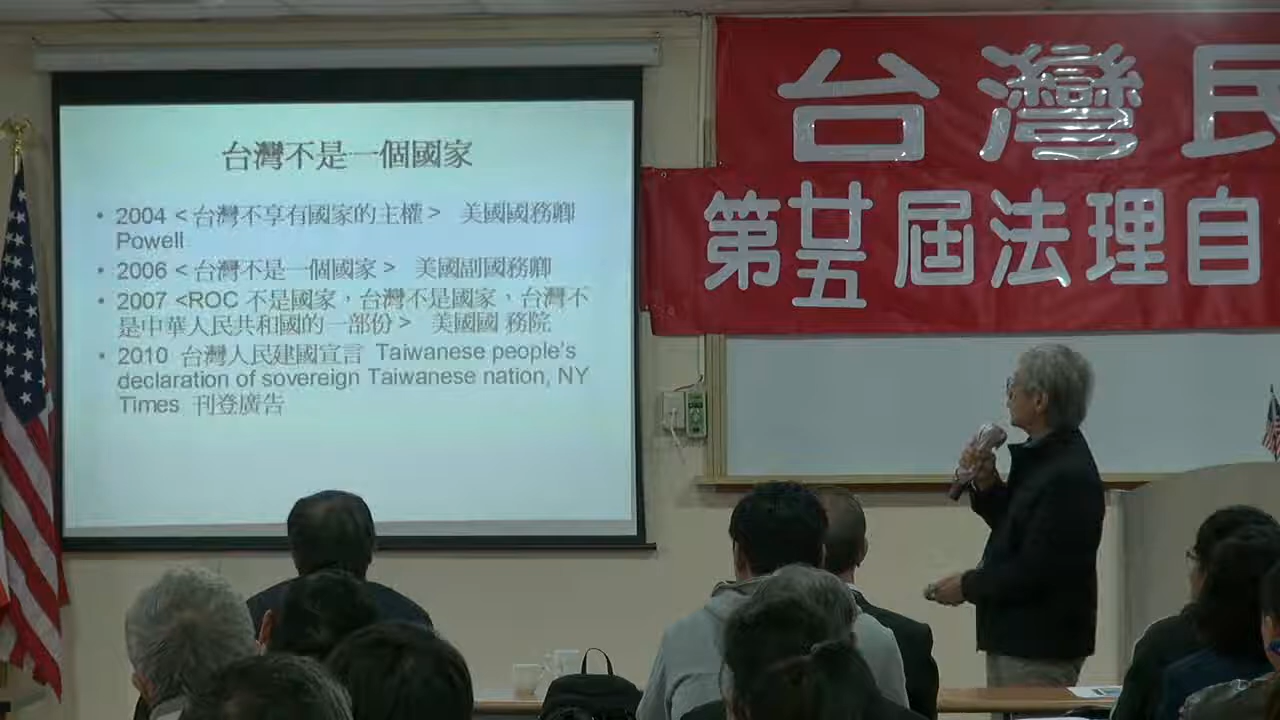 台灣不是一個國家
• 2004 <台灣不享有國家的主權> 美國國務卿
Powell
• 2006 <台灣不是一個國家> 美國副國務卿
• 2007 <ROC 不是國家，台灣不是國家，台灣不
是中華人民共和國的一部份> 美國國 務院
• 2010 台灣人民建國宣言 Taiwanese people's
declaration of sovereign Taiwanese nation, NY
Times 刊登廣告
台灣民
第廿五屆法理自